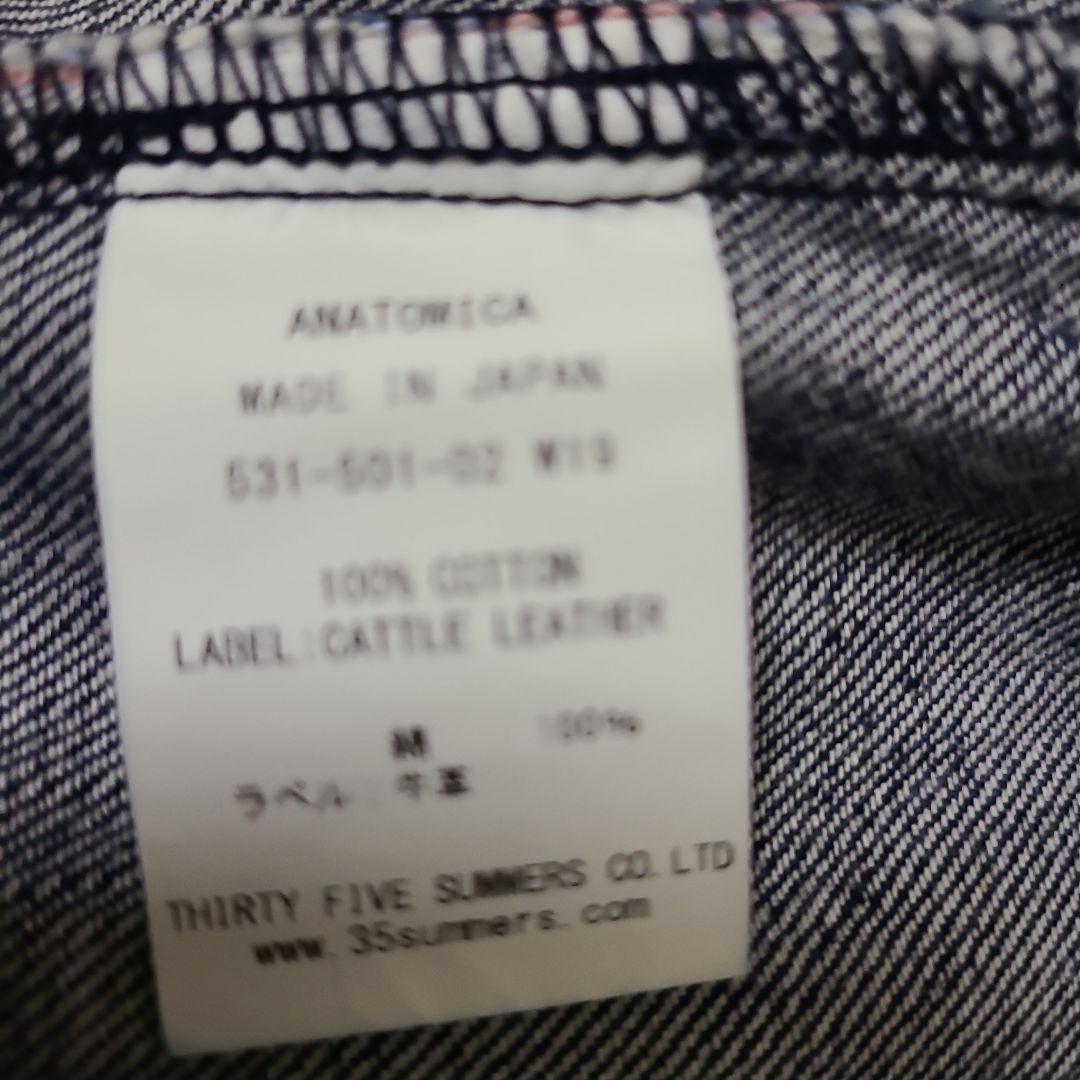 ANATOMICA
MADE IN JAPAN
531-501-02 W19
100% COTTON
LABEL:CATTLE LEATHER
綿 100%
ラベル 牛革
THIRTY FIVE SUMMERS CO.LTD
www.35summers.com